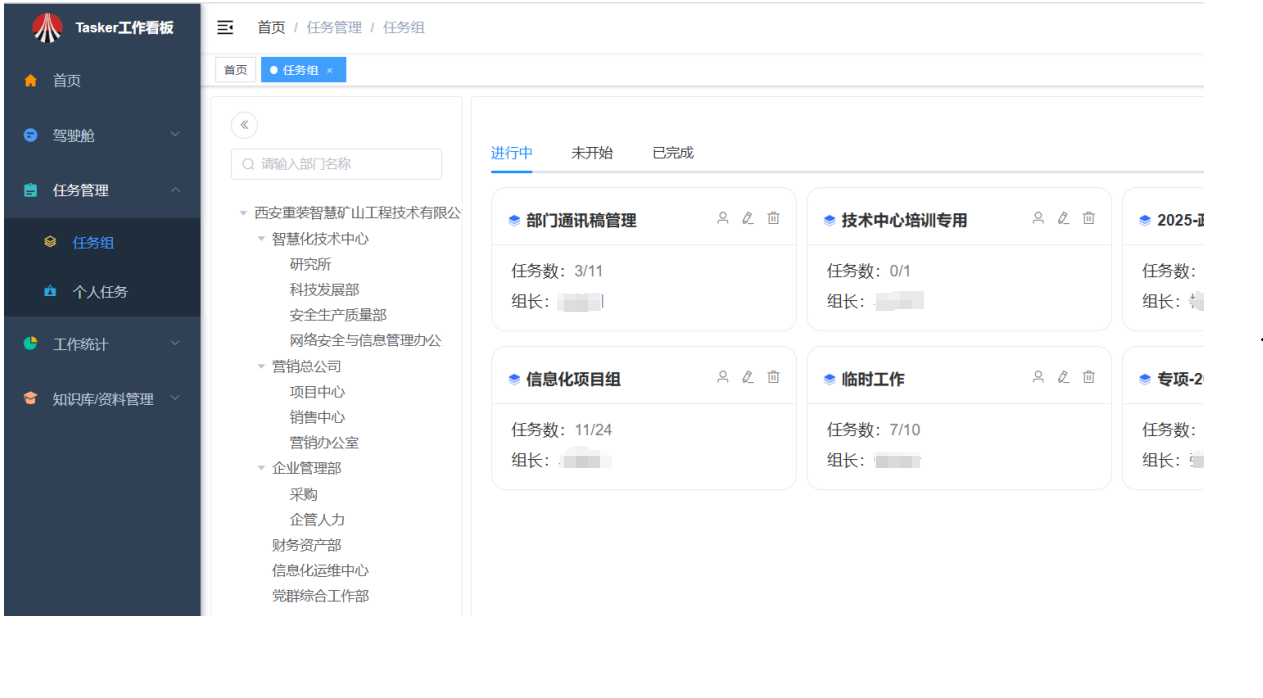 Tasker工作看板
首页
驾驶舱
任务管理
任务组
个人任务
工作统计
知识库/资料管理
首页 / 任务管理 / 任务组
首页
任务组 ×
请输入部门名称
西安重装智慧矿山工程技术有限公
智慧化技术中心
研究所
科技发展部
安全生产质量部
网络安全与信息管理办公
营销总公司
项目中心
销售中心
营销办公室
企业管理部
采购
企管人力
财务资产部
信息化运维中心
党群综合工作部
进行中 未开始 已完成
部门通讯稿管理
任务数：3/11
组长：
技术中心培训专用
任务数：0/1
组长：
2025-
任务数：
组长：
信息化项目组
任务数：11/24
组长：
临时工作
任务数：7/10
组长：
专项-2
任务数：
组长：